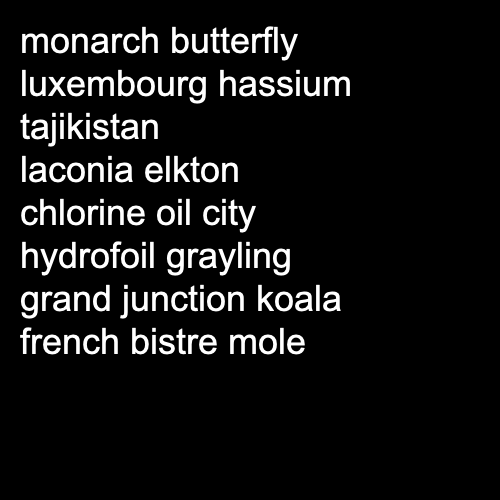 monarch butterfly
luxembourg hassium
tajikistan
laconia elkton
chlorine oil city
hydrofoil grayling
grand junction koala
french bistre mole